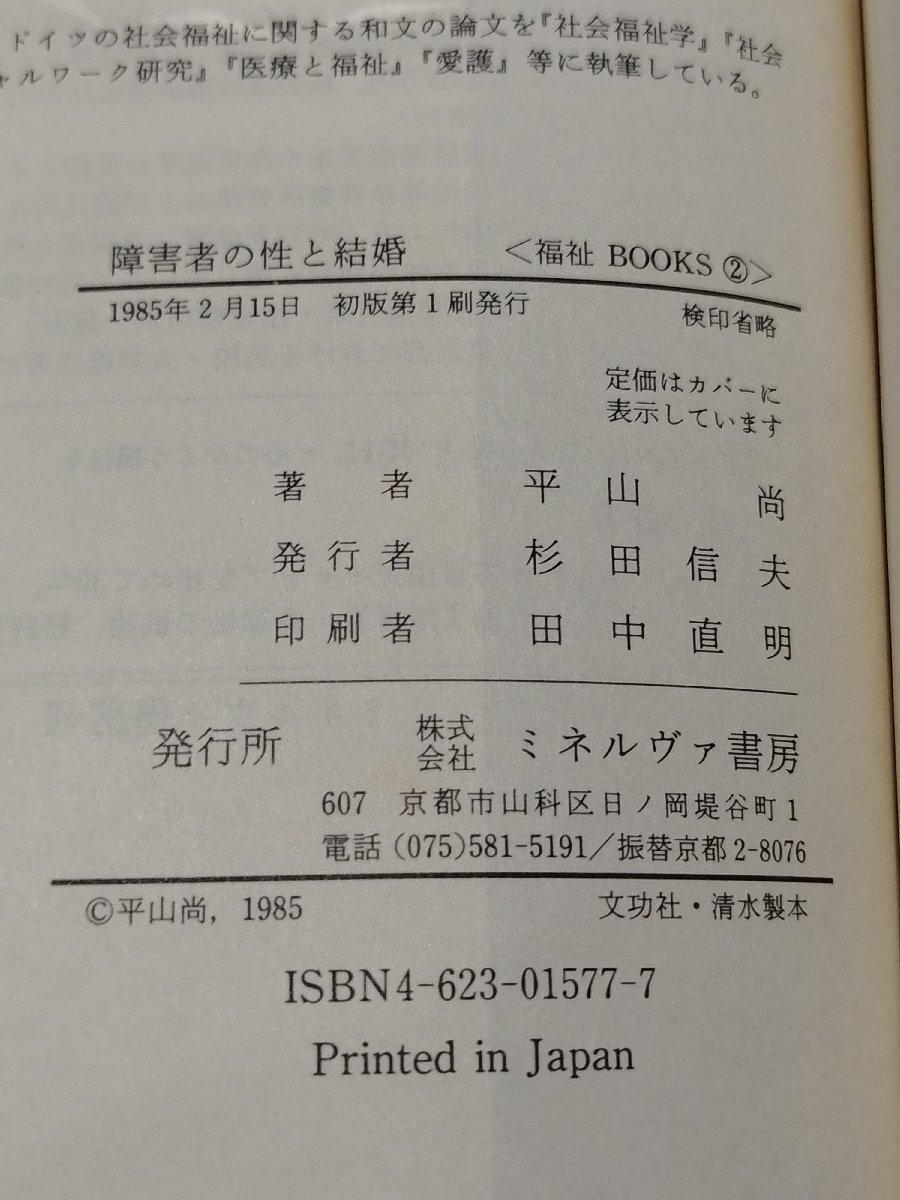 ドイツの社会福祉に関する和文の論文を『社会福祉学』『社会
ャルワーク研究』『医療と福祉』『愛護』等に執筆している。
障害者の性と結婚 <福祉 BOOKS ②>
1985年2月15日 初版第1刷発行 検印省略
定価はカバーに
表示しています
著者 平山尚
発行者 杉田信夫
印刷者 田中直明
発行所 株式会社 ミネルヴァ書房
607 京都市山科区日ノ岡堤谷町1
電話 (075)581-5191/振替京都2-8076
©平山尚, 1985 文功社・清水製本
ISBN4-623-01577-7
Printed in Japan